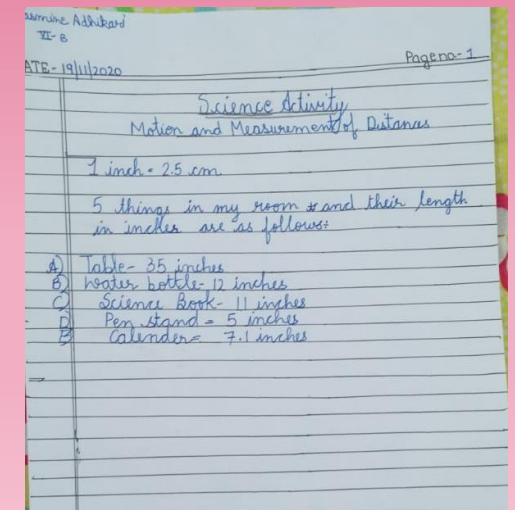 asmine Adhikari
VI-B
ATE- 19/11/2020
Page no- 1
Science Activity
Motion and Measurement of Distances
1 inch = 2.5 cm
5 things in my room and their length
in inches are as follows:
A) Table- 35 inches
B) Water bottle- 12 inches
C) Science Book- 11 inches
D) Pen stand = 5 inches
E) Calender= 7.1 inches